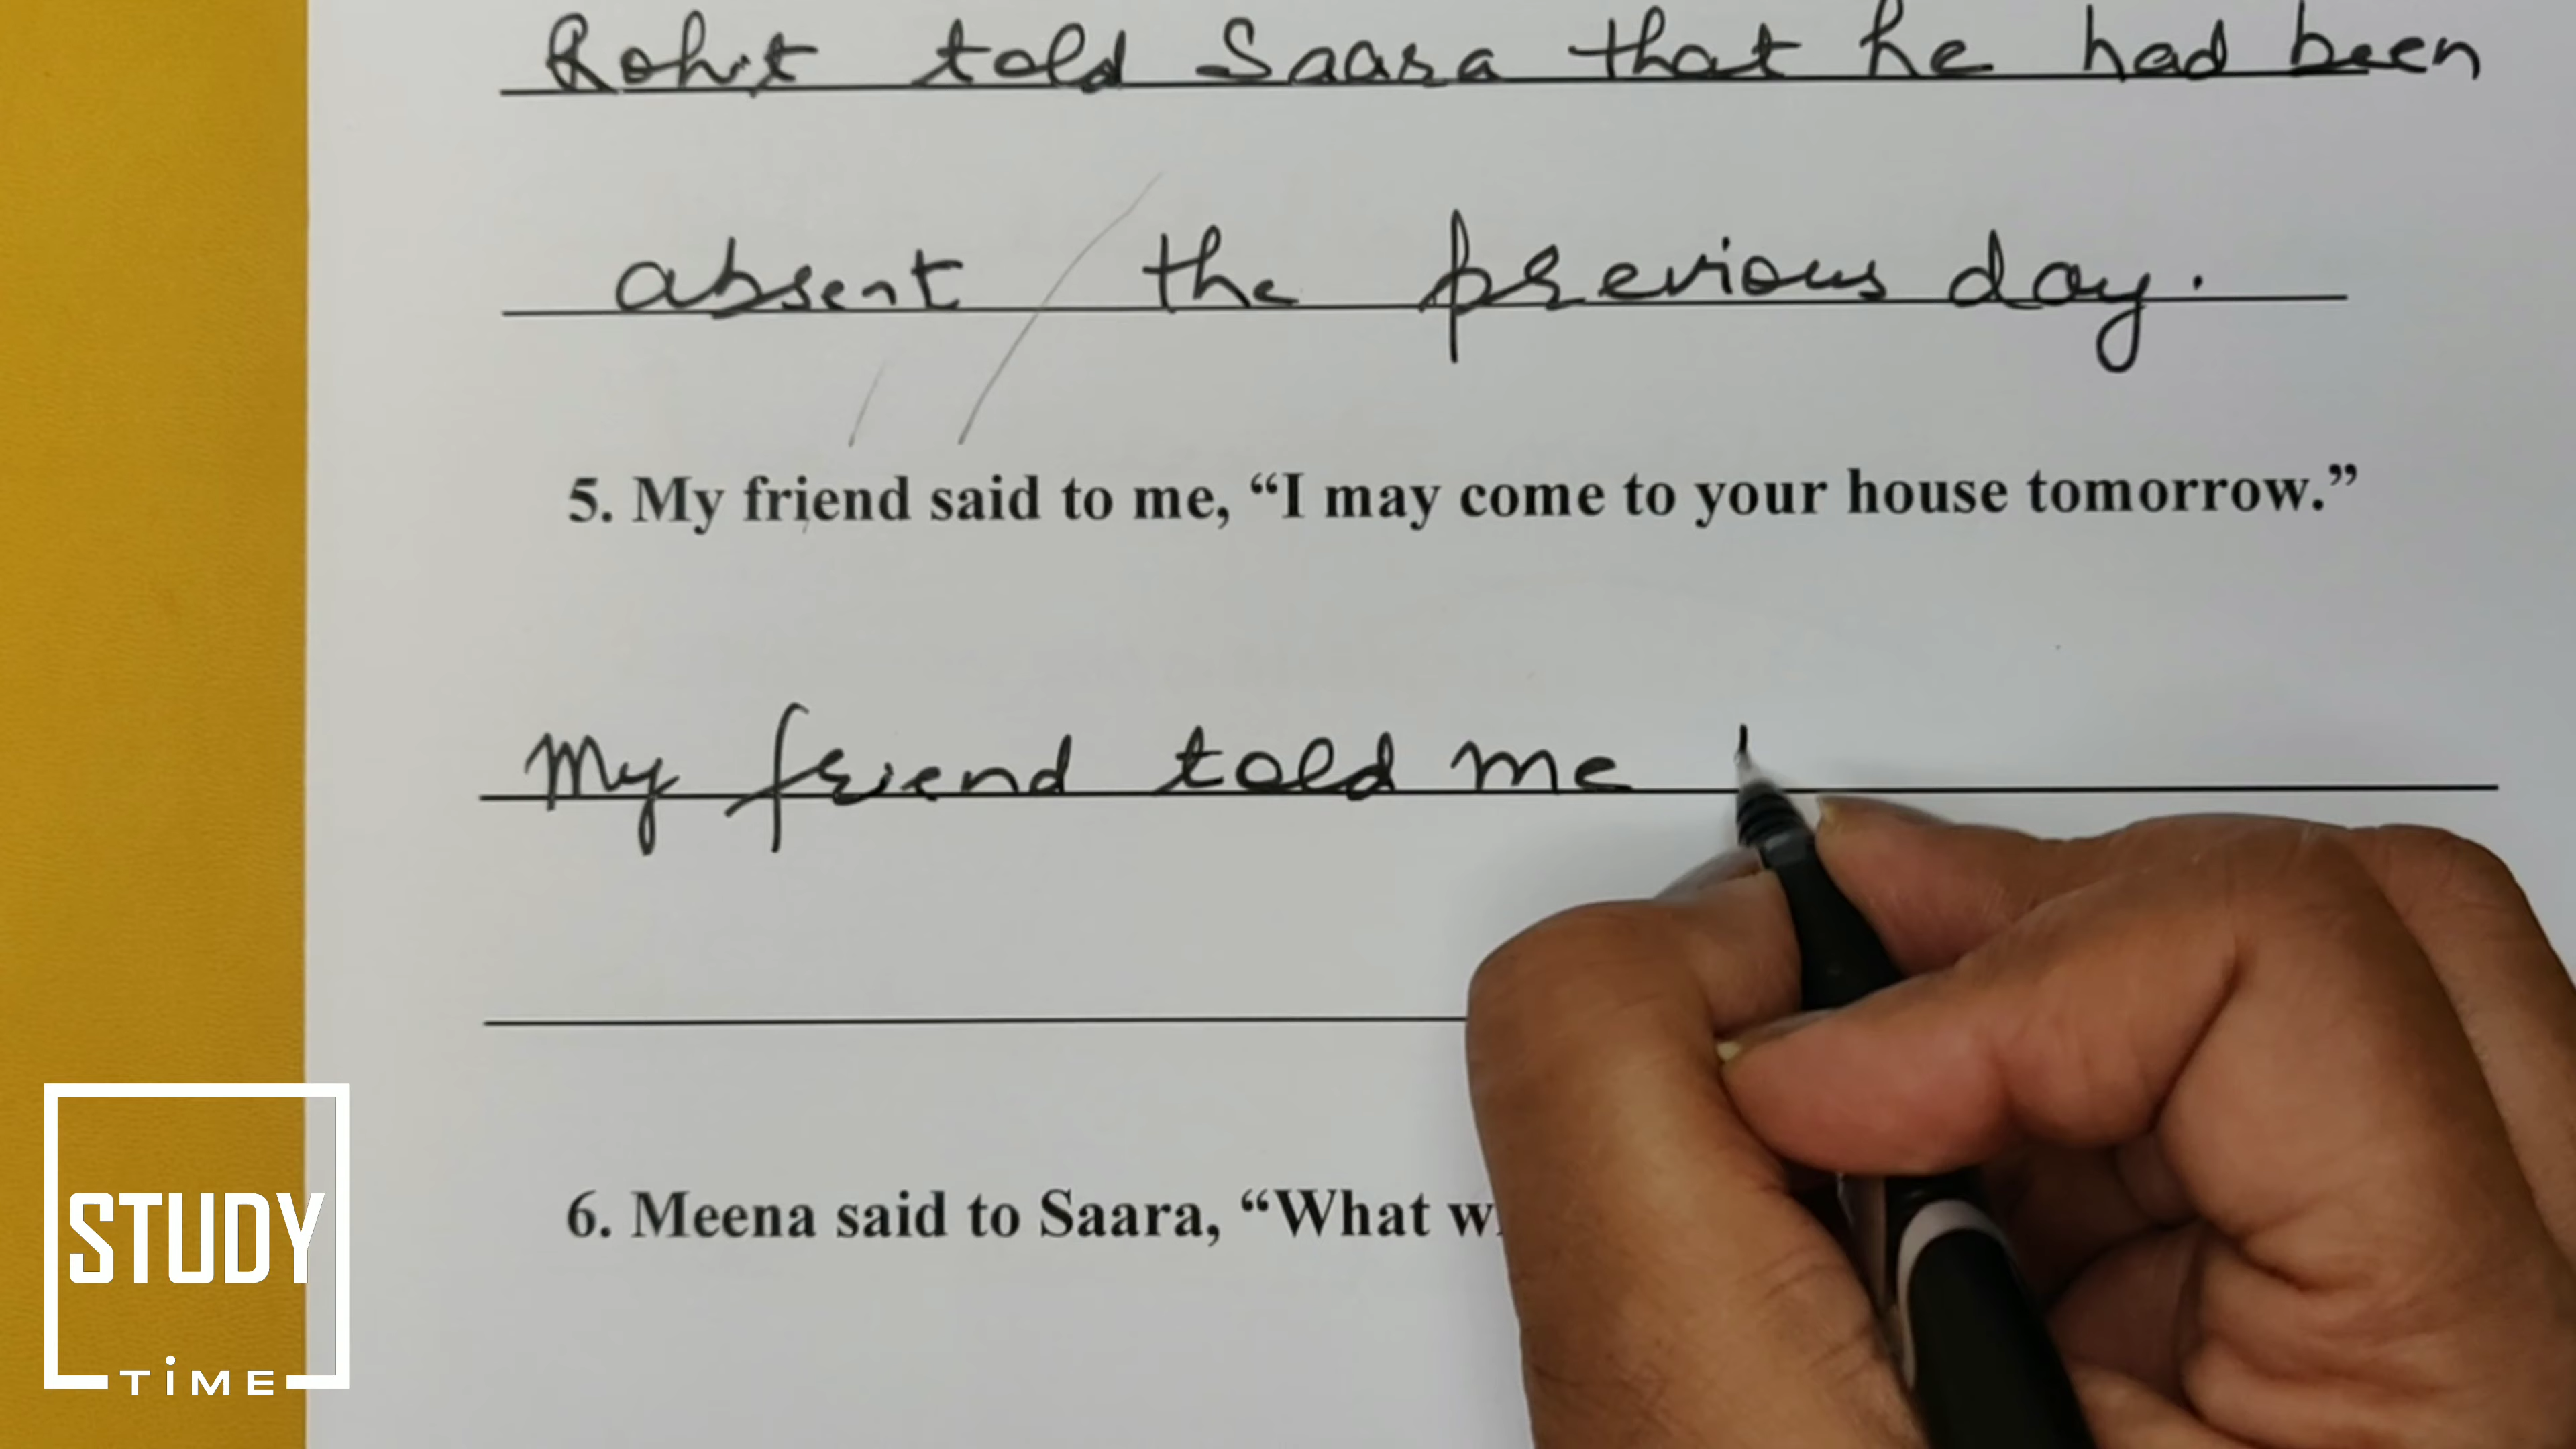 Rohit told Saara that he had been
absent the previous day.
5. My friend said to me, “I may come to your house tomorrow.”
My friend told me
6. Meena said to Saara, “What
STUDY
TiME